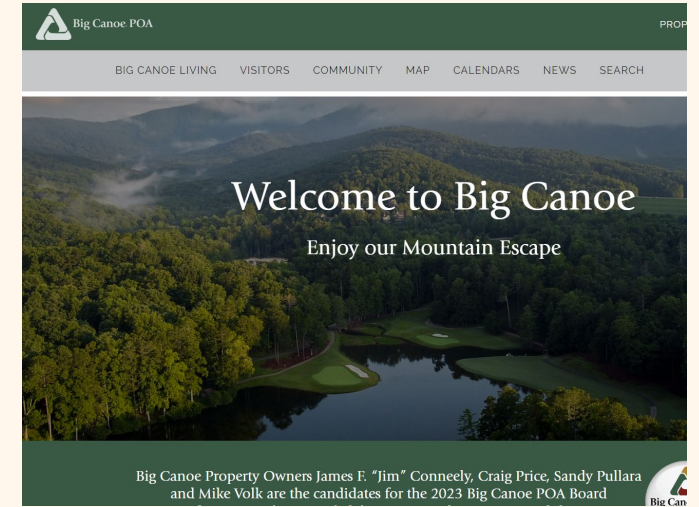 Big Canoe POA
PROP
BIG CANOE LIVING VISITORS COMMUNITY MAP CALENDARS NEWS SEARCH
Welcome to Big Canoe
Enjoy our Mountain Escape
Big Canoe Property Owners James F. “Jim” Conneely, Craig Price, Sandy Pullara
and Mike Volk are the candidates for the 2023 Big Canoe POA Board
Big Can